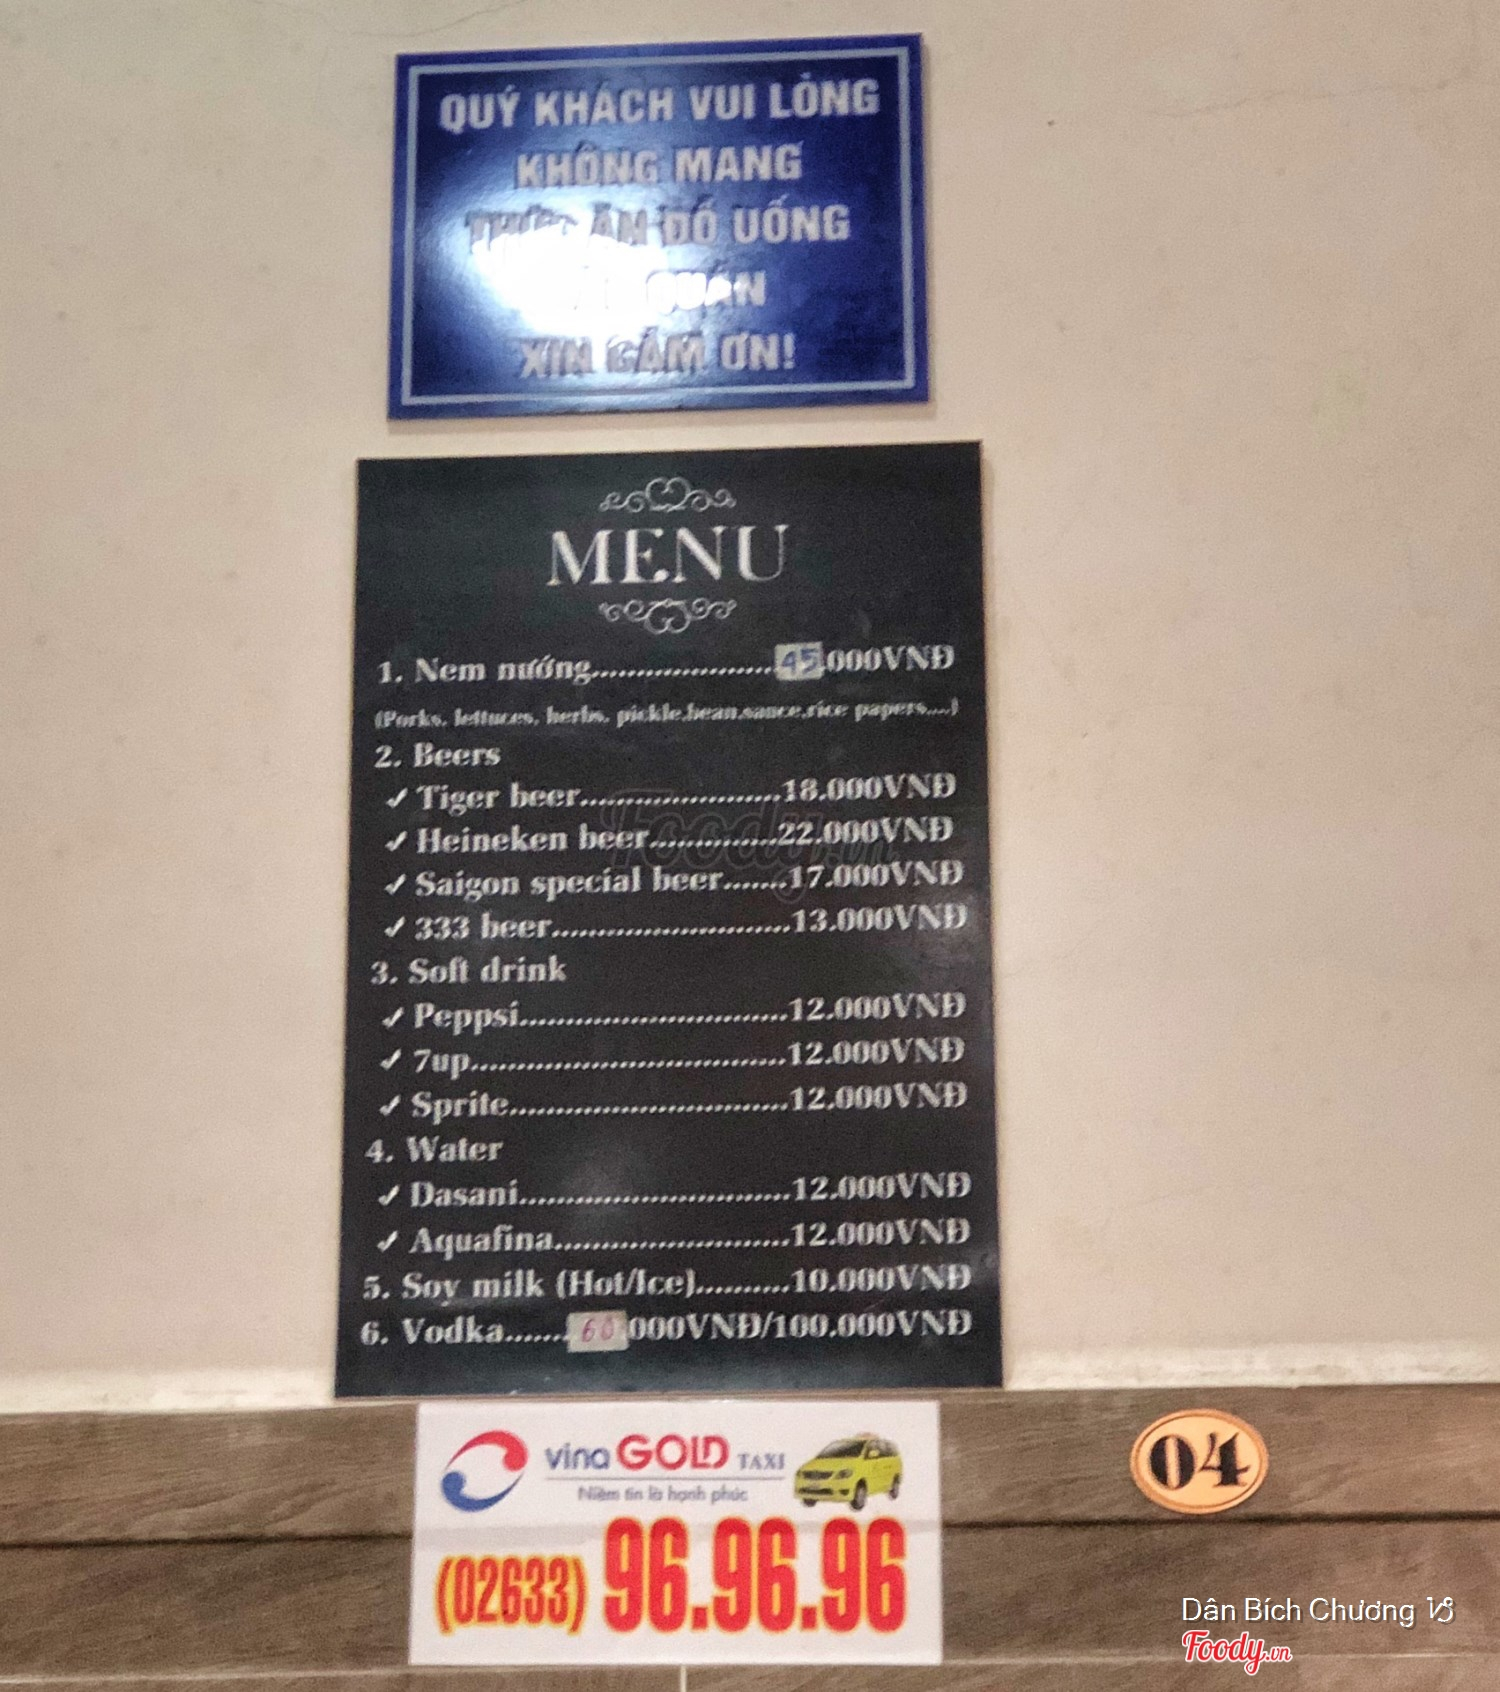 QUÝ KHÁCH VUI LÒNG
KHÔNG MANG
THỨC ĂN ĐỒ UỐNG
QUÁN
XIN CẢM ƠN!
MENU
1. Nem nướng....................45.000VNĐ
(Porks, lettuces, herbs, pickle,bean,sauce,rice papers....)
2. Beers
✓ Tiger beer......................18.000VNĐ
✓ Heineken beer..............22.000VNĐ
✓ Saigon special beer.......17.000VNĐ
✓ 333 beer..........................13.000VNĐ
3. Soft drink
✓ Peppsi.............................12.000VNĐ
✓ 7up..................................12.000VNĐ
✓ Sprite..............................12.000VNĐ
4. Water
✓ Dasani.............................12.000VNĐ
✓ Aquafina.........................12.000VNĐ
5. Soy milk (Hot/Ice)..........10.000VNĐ
6. Vodka.......60.000VNĐ/100.000VNĐ
Foody.vn
vina GOLD TAXI
Niềm tin là hạnh phúc
(02633) 96.96.96
04
Dân Bích Chương
Foody.vn